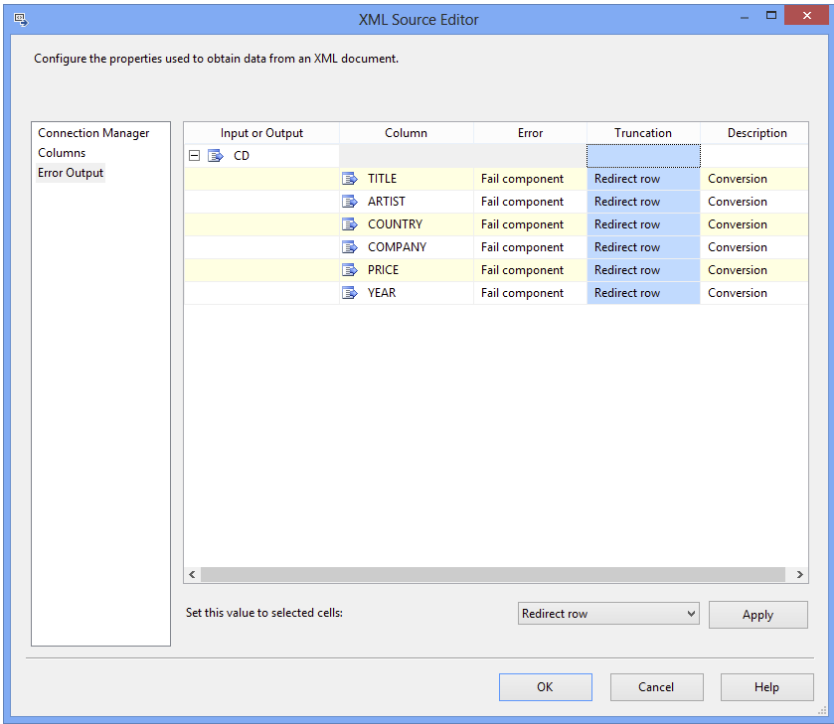 XML Source Editor
Configure the properties used to obtain data from an XML document.
Connection Manager
Columns
Error Output
Input or Output Column Error Truncation Description
CD
TITLE Fail component Redirect row Conversion
ARTIST Fail component Redirect row Conversion
COUNTRY Fail component Redirect row Conversion
COMPANY Fail component Redirect row Conversion
PRICE Fail component Redirect row Conversion
YEAR Fail component Redirect row Conversion
Set this value to selected cells: Redirect row Apply
OK Cancel Help